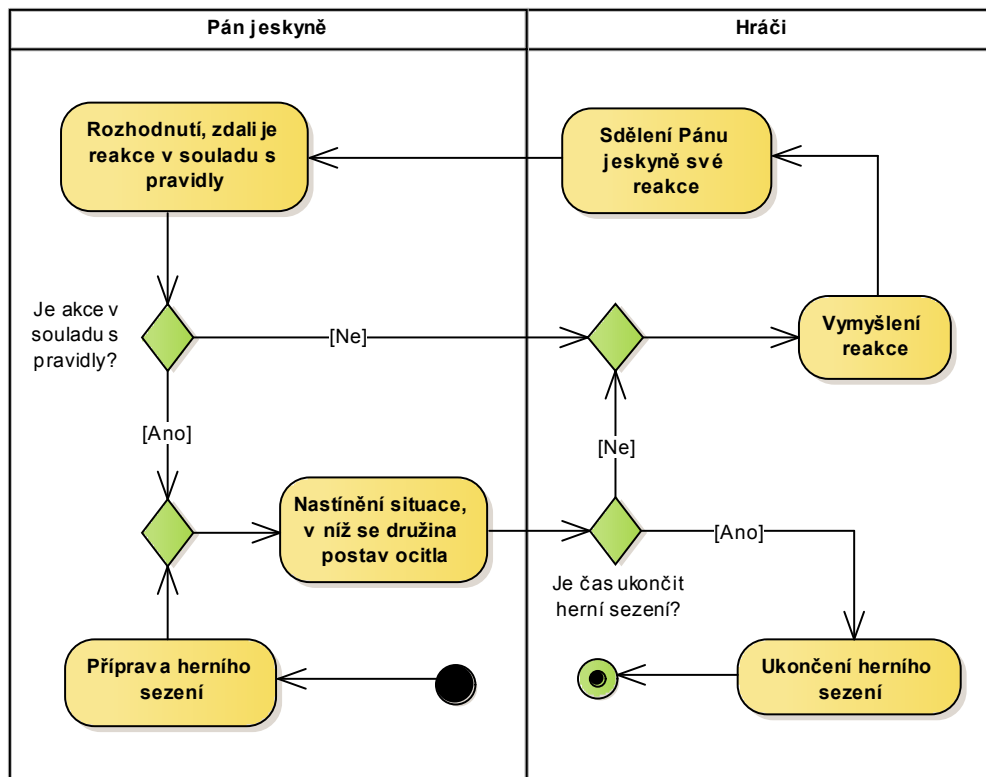 Pán jeskyně
Hráči
Rozhodnutí, zdali je
reakce v souladu s
pravidly
Sdělení Pánu
jeskyně své
reakce
Je akce v
souladu s
pravidly?
[Ne]
Vymyšlení
reakce
[Ano]
[Ne]
Nastínění situace,
v níž se družina
postav ocitla
[Ano]
Je čas ukončit
herní sezení?
Příprava herního
sezení
Ukončení herního
sezení